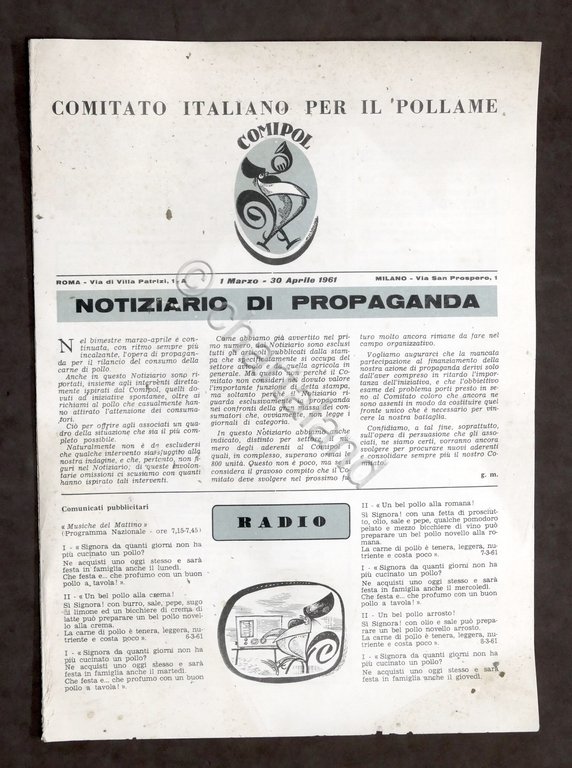 COMITATO ITALIANO PER IL POLLAME
COMIPOL
ROMA - Via di Villa Patrizi, 1-A
1 Marzo - 30 Aprile 1961
MILANO - Via San Prospero, 1
NOTIZIARIO DI PROPAGANDA
Nel bimestre marzo-aprile è con-
tinuata, con ritmo sempre più
incalzante, l'opera di propagan-
da per il rilancio del consumo della
carne di pollo.
Anche in questo Notiziario sono ri-
portati, insieme agli interventi diretta-
mente ispirati dal Comipol, quelli do-
vuti ad iniziative spontanee, oltre ai
richiami al pollo che casualmente han-
no attirato l'attenzione dei consuma-
tori.
Ciò per offrire agli associati un qua-
dro della situazione che sia il più com-
pleto possibile.
Naturalmente non è da escludersi
che qualche intervento sia sfuggito alla
nostra indagine, e che, pertanto, non fi-
guri nel Notiziario; di queste involon-
tarie omissioni ci scusiamo con quanti
hanno ispirato tali interventi.
Come abbiamo già avvertito nel pri-
mo numero, dal Notiziario sono esclusi
tutti gli articoli pubblicati dalla stam-
pa che specificatamente si occupa del
settore avicolo e di quella agricola in
generale. Ma questo non perché il Co-
mitato non consideri nel giusto valore
l'importante funzione della stampa,
ma soltanto perché il Notiziario ri-
guarda esclusivamente la propaganda
nei confronti della gran massa dei con-
sumatori che, ovviamente, non legge i
giornali di categoria.
In questo Notiziario abbiamo anche
indicato, distinto per settore, il nu-
mero degli aderenti al Comipol i
quali, in complesso, superano ormai le
800 unità. Questo non è poco, ma se si
considera il gravoso compito che il Co-
mitato deve svolgere nel prossimo fu-
turo molto ancora rimane da fare nel
campo organizzativo.
Vogliamo augurarci che la mancata
partecipazione al finanziamento della
nostra azione di propaganda derivi solo
dall'aver compreso in ritardo l'impor-
tanza dell'iniziativa, e che l'obbiettivo
esame del problema porti presto in se-
no al Comitato coloro che ancora ne
sono assenti in modo da costituire quel
fronte unico che è necessario per vin-
cere la nostra battaglia.
Confidiamo, a tal fine, soprattutto,
sull'opera di persuasione che gli asso-
ciati, ne siamo certi, vorranno ancora
svolgere per procurare nuovi aderenti
e consolidare sempre più il nostro Co-
g. m.
Comunicati pubblicitari
« Musiche del Mattino »
(Programma Nazionale - ore 7,15-7,45)
I - « Signora da quanti giorni non ha
più cucinato un pollo?
Ne acquisti uno oggi stesso e sarà
festa in famiglia anche il lunedì.
Che festa e... che profumo con un buon
pollo a tavola! ».
II - « Un bel pollo alla crema!
Sì Signora! con burro, sale, pepe, sugo
di limone ed un bicchiere di crema di
latte può preparare un bel pollo novel-
lo alla crema.
La carne di pollo è tenera, leggera, nu-
triente e costa poco ». 6-3-61
I - « Signora da quanti giorni non ha
più cucinato un pollo?
Ne acquisti uno oggi stesso e sarà
festa in famiglia anche il martedì.
Che festa e... che profumo con un buon
pollo a tavola! ».
RADIO
II - « Un bel pollo alla romana!
Sì Signora! con una fetta di prosciut-
to, olio, sale e pepe, qualche pomodoro
pelato e mezzo bicchiere di vino può
preparare un bel pollo novello alla ro-
mana.
La carne di pollo è tenera, leggera, nu-
triente e costa poco ». 7-3-61
I - « Signora da quanti giorni non ha
più cucinato un pollo?
Ne acquisti uno oggi stesso e sarà
festa in famiglia anche il mercoledì.
Che festa e... che profumo con un buon
pollo a tavola! ».
II - Un bel pollo arrosto!
Sì Signora! con olio e sale può prepa-
rare un bel pollo novello arrosto.
La carne di pollo è tenera, leggera, nu-
triente e costa poco ». 8-3-61
I - « Signora da quanti giorni non ha
più cucinato un pollo?
Ne acquisti uno oggi stesso e sarà
festa in famiglia anche il giovedì.
© Chartaland